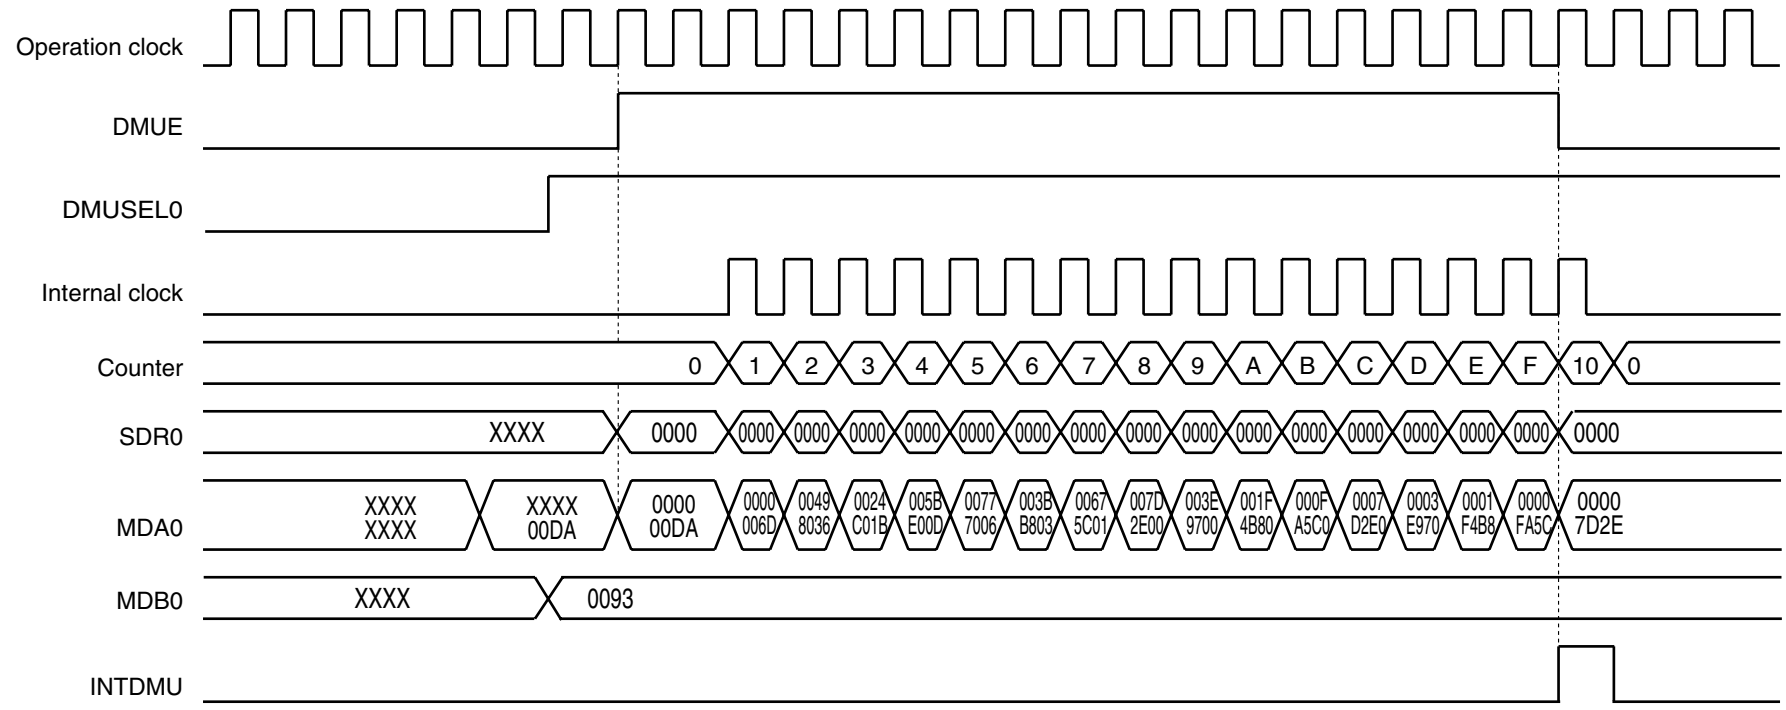 Operation clock
DMUE
DMUSEL0
Internal clock
Counter 0 1 2 3 4 5 6 7 8 9 A B C D E F 10 0
SDR0 XXXX 0000 0000 0000 0000 0000 0000 0000 0000 0000 0000 0000 0000 0000 0000 0000 0000 0000
XXXX XXXX 0000 0000 0049 0024 005B 0077 003B 0067 007D 003E 001F 000F 0007 0003 0001 0000 0000
MDA0 XXXX 00DA 00DA 006D 8036 C01B E00D 7006 B803 5C01 2E00 9700 4B80 A5C0 D2E0 E970 F4B8 FA5C 7D2E
MDB0 XXXX 0093
INTDMU